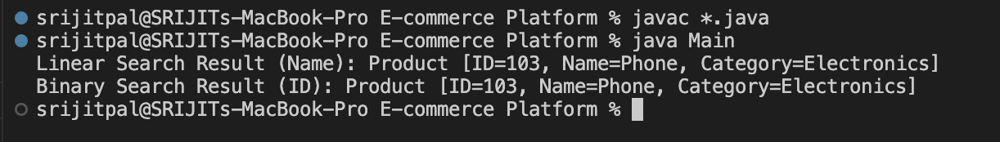 srijitpal@SRIJITs-MacBook-Pro E-commerce Platform % javac *.java
srijitpal@SRIJITs-MacBook-Pro E-commerce Platform % java Main
Linear Search Result (Name): Product [ID=103, Name=Phone, Category=Electronics]
Binary Search Result (ID): Product [ID=103, Name=Phone, Category=Electronics]
srijitpal@SRIJITs-MacBook-Pro E-commerce Platform %